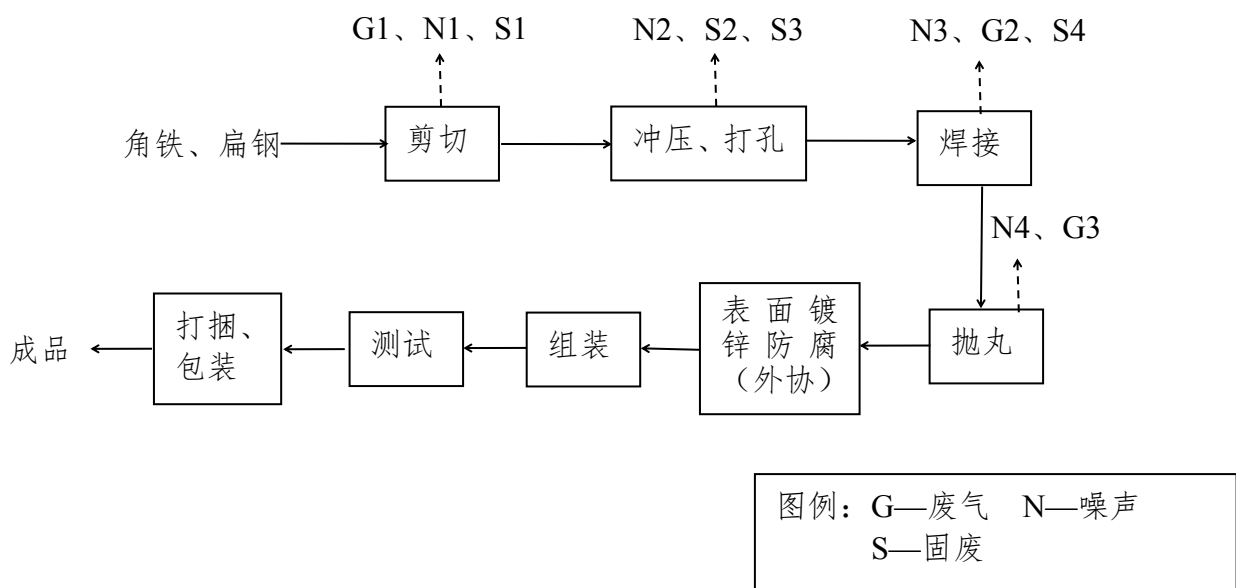 G1、N1、S1
N2、S2、S3
N3、G2、S4
角铁、扁钢
剪切
冲压、打孔
焊接
N4、G3
成品
打捆、
包装
测试
组装
表面镀
锌防腐
（外协）
抛丸
图例：G—废气 N—噪声
S—固废